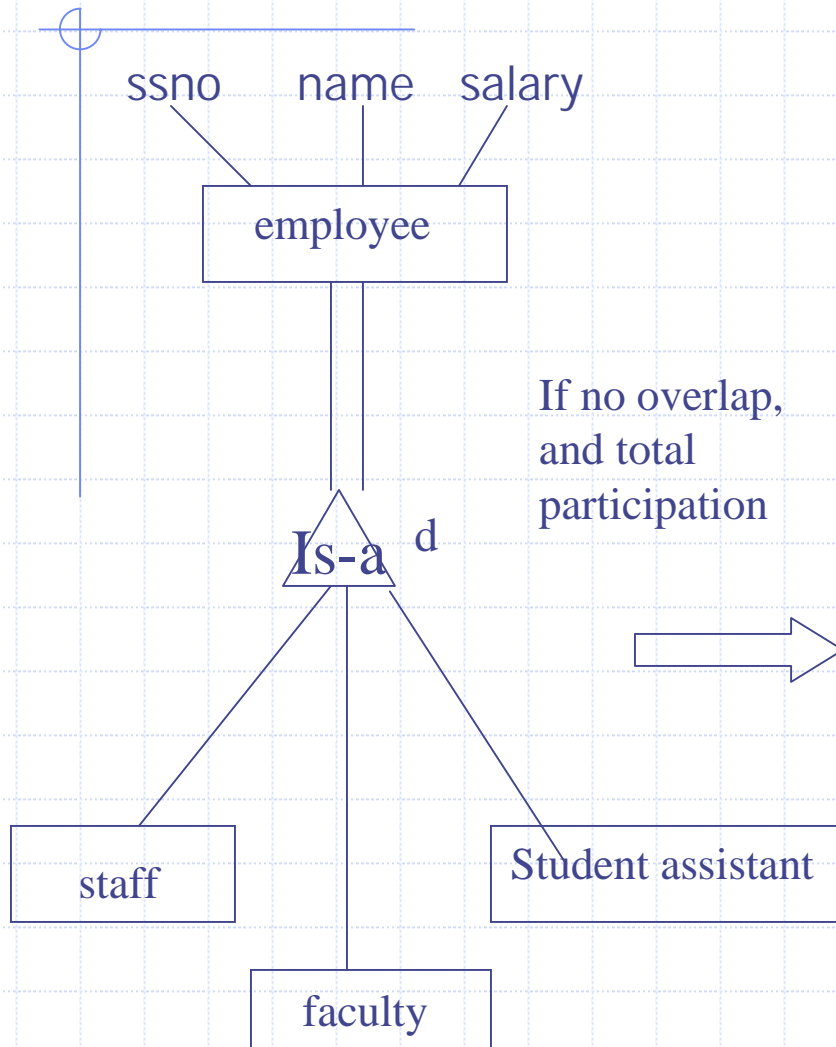 ssno name salary
employee
If no overlap,
and total
participation
Is-a d
staff
Student assistant
faculty